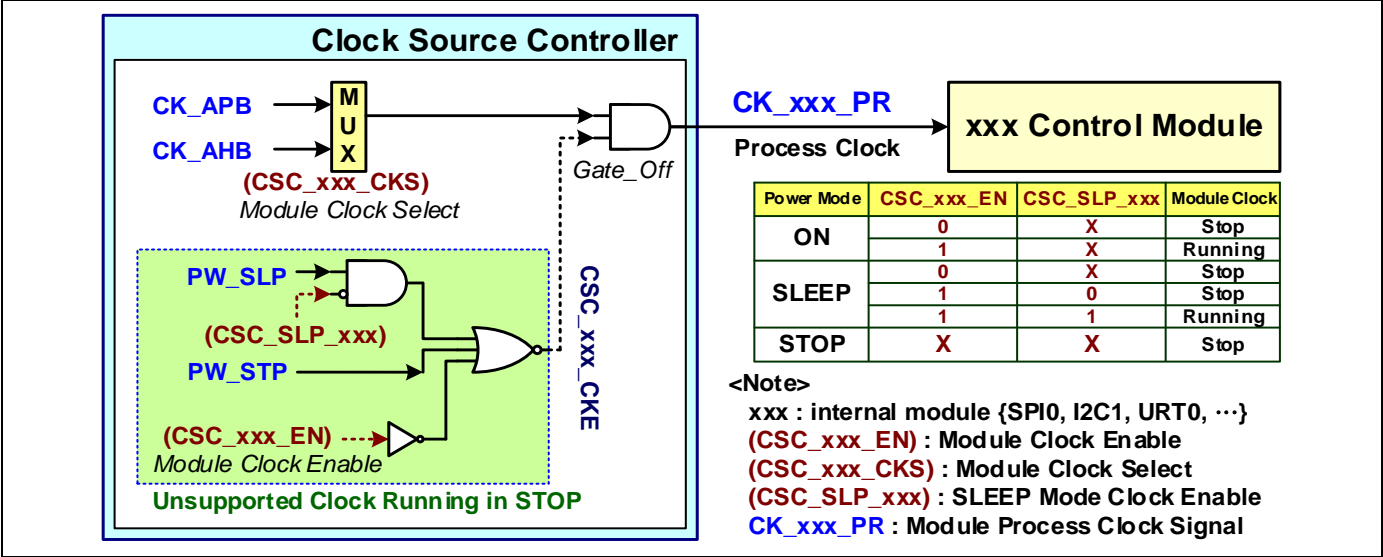 Clock Source Controller
CK_APB
CK_AHB
M
U
X
(CSC_xxx_CKS)
Module Clock Select
Gate_Off
CK_xxx_PR
Process Clock
xxx Control Module
PW_SLP
(CSC_SLP_xxx)
PW_STP
(CSC_xxx_EN)
Module Clock Enable
Unsupported Clock Running in STOP
CSC_xxx_CKE
Power Mode CSC_xxx_EN CSC_SLP_xxx Module Clock
ON 0 X Stop
1 X Running
SLEEP 0 X Stop
1 0 Stop
1 1 Running
STOP X X Stop
<Note>
xxx : internal module {SPI0, I2C1, URT0, ⋯}
(CSC_xxx_EN) : Module Clock Enable
(CSC_xxx_CKS) : Module Clock Select
(CSC_SLP_xxx) : SLEEP Mode Clock Enable
CK_xxx_PR : Module Process Clock Signal